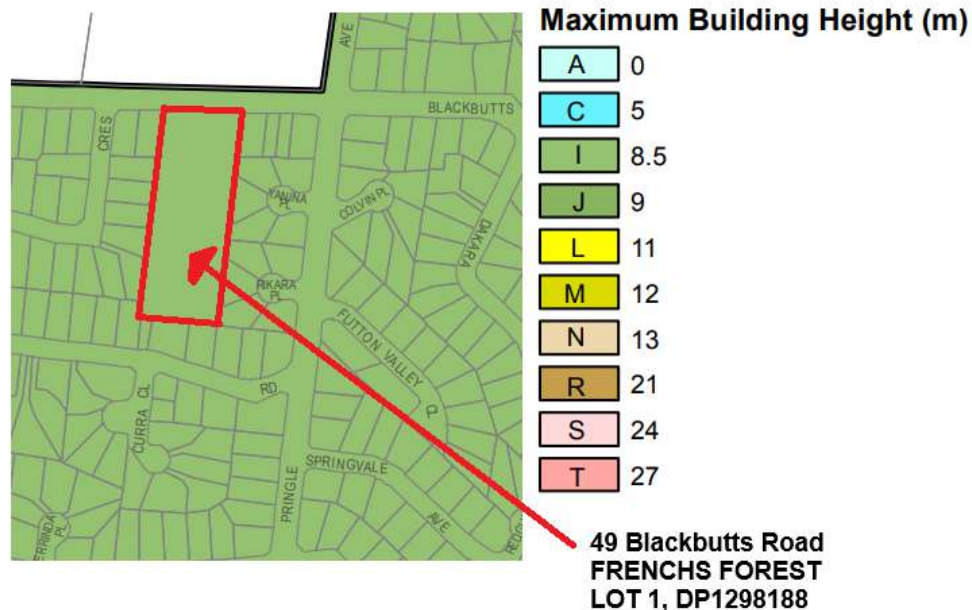 Maximum Building Height (m)
A 0
C 5
I 8.5
J 9
L 11
M 12
N 13
R 21
S 24
T 27
AVE
BLACKBUTTS
CRES
YANINA
PL
COLVIN PL
DAKARA
RIKARA
PL
FLITTON VALLEY
CL
RD
CURRA CL
SPRINGVALE
AVE
PRINGLE
PL
49 Blackbutts Road
FRENCHS FOREST
LOT 1, DP1298188